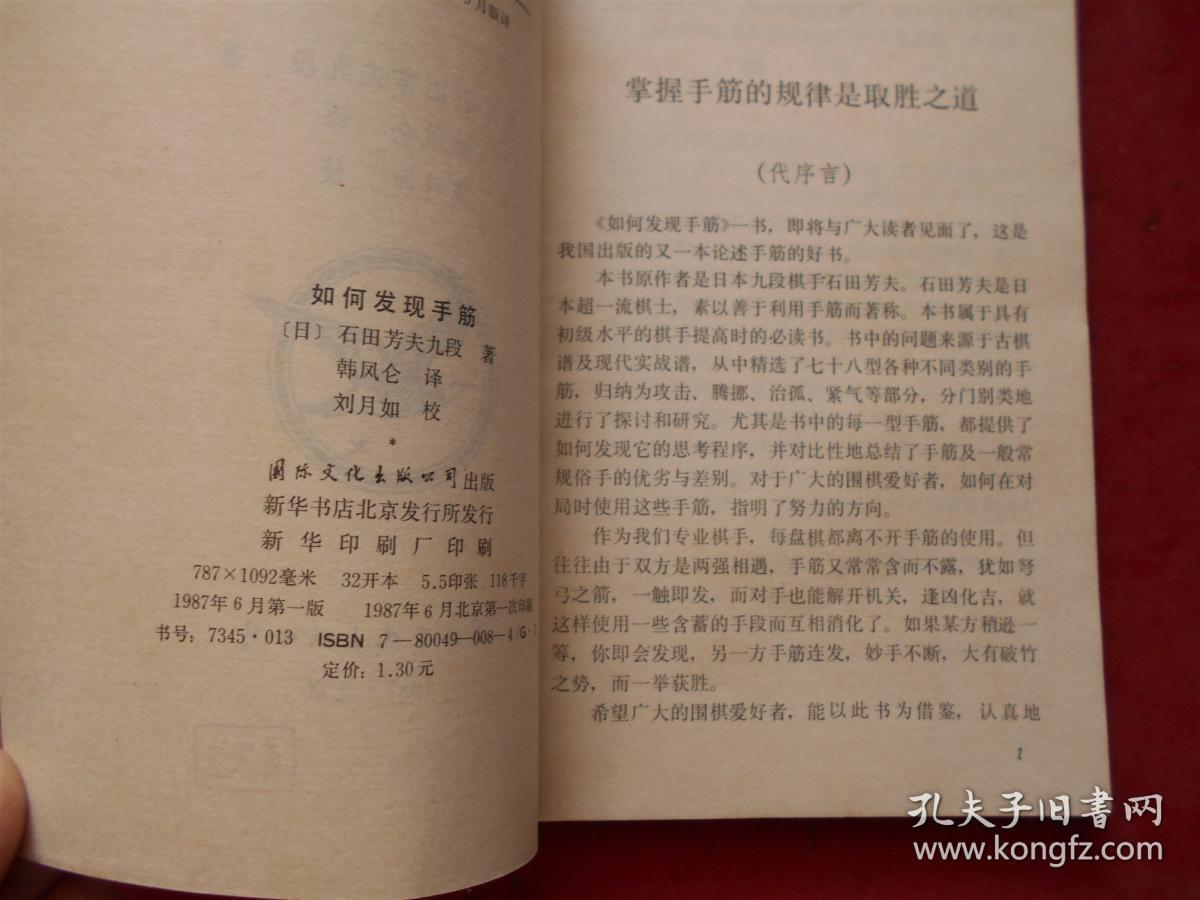 月版译
如何发现手筋
〔日〕石田芳夫九段 著
韩凤仑 译
刘月如 校
*
国际文化出版公司出版
新华书店北京发行所发行
新华印刷厂印刷
787×1092毫米 32开本 5.5印张 118千字
1987年6月第一版 1987年6月北京第一次印刷
书号：7345·013 ISBN 7—80049—008—4/G·
定价：1.30元
掌握手筋的规律是取胜之道
（代序言）
《如何发现手筋》一书，即将与广大读者见面了，这是
我国出版的又一本论述手筋的好书。
本书原作者是日本九段棋手石田芳夫。石田芳夫是日
本超一流棋士，素以善于利用手筋而著称。本书属于具有
初级水平的棋手提高时的必读书。书中的问题来源于古棋
谱及现代实战谱，从中精选了七十八型各种不同类别的手
筋，归纳为攻击、腾挪、治孤、紧气等部分，分门别类地
进行了探讨和研究。尤其是书中的每一型手筋，都提供了
如何发现它的思考程序，并对比性地总结了手筋及一般常
规俗手的优劣与差别。对于广大的围棋爱好者，如何在对
局时使用这些手筋，指明了努力的方向。
作为我们专业棋手，每盘棋都离不开手筋的使用。但
往往由于双方是两强相遇，手筋又常常含而不露，犹如弩
弓之箭，一触即发，而对手也能解开机关，逢凶化吉，就
这样使用一些含蓄的手段而互相消化了。如果某方稍逊一
筹，你即会发现，另一方手筋连发，妙手不断，大有破竹
之势，而一举获胜。
希望广大的围棋爱好者，能以此书为借鉴，认真地
1
孔夫子旧书网
www.kongfz.com